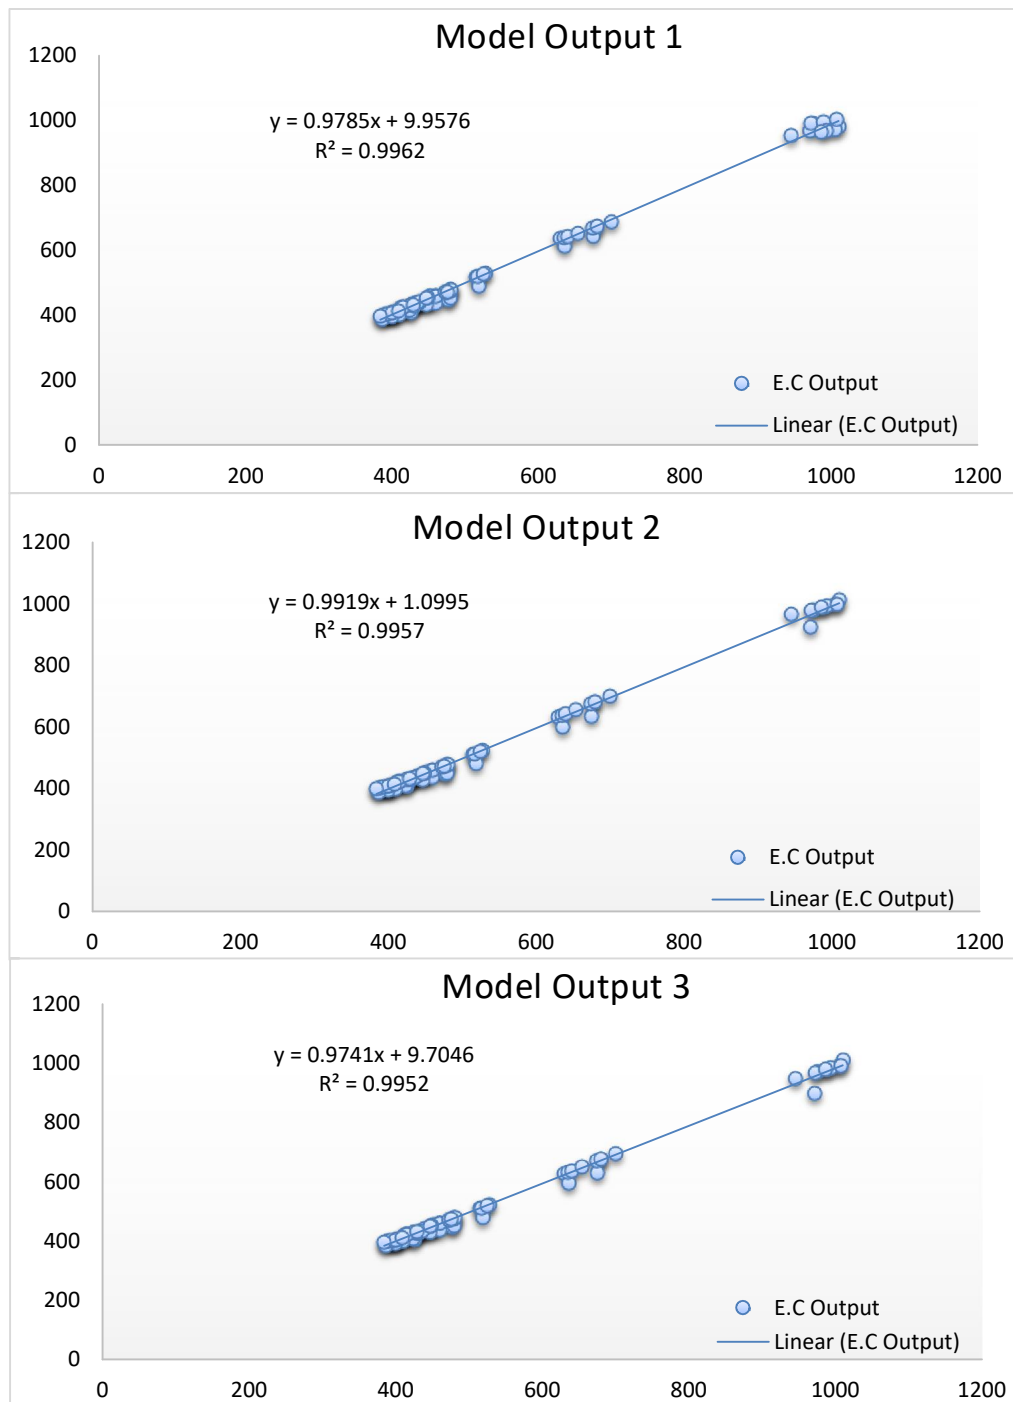 Model Output 1
1200
1000
800
600
400
200
0
y = 0.9785x + 9.9576
R² = 0.9962
E.C Output
Linear (E.C Output)
0 200 400 600 800 1000 1200
Model Output 2
1200
1000
800
600
400
200
0
y = 0.9919x + 1.0995
R² = 0.9957
E.C Output
Linear (E.C Output)
0 200 400 600 800 1000 1200
Model Output 3
1200
1000
800
600
400
200
0
y = 0.9741x + 9.7046
R² = 0.9952
E.C Output
Linear (E.C Output)
0 200 400 600 800 1000 1200